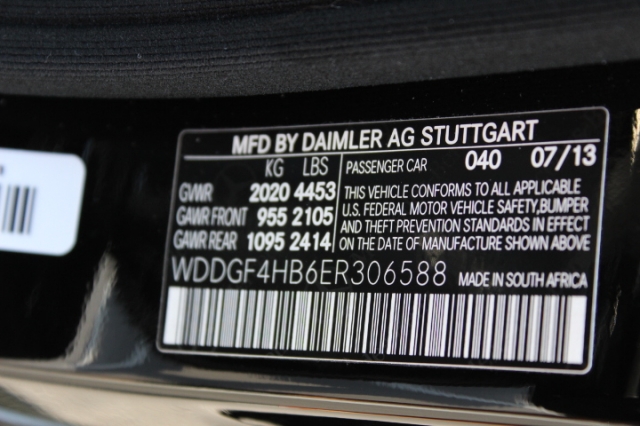 MFD BY DAIMLER AG STUTTGART
KG LBS
GVWR 2020 4453
GAWR FRONT 955 2105
GAWR REAR 1095 2414
PASSENGER CAR 040 07/13
THIS VEHICLE CONFORMS TO ALL APPLICABLE
U.S. FEDERAL MOTOR VEHICLE SAFETY,BUMPER
AND THEFT PREVENTION STANDARDS IN EFFECT
ON THE DATE OF MANUFACTURE SHOWN ABOVE
WDDGF4HB6ER306588 MADE IN SOUTH AFRICA